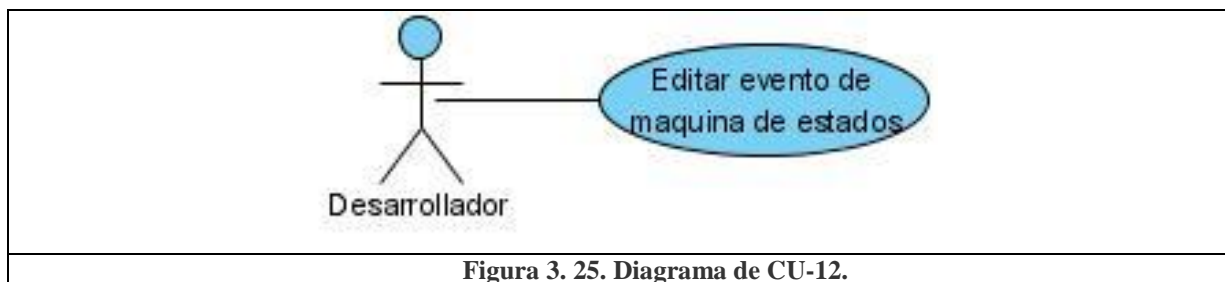 Editar evento de
maquina de estados
Desarrollador
Figura 3. 25. Diagrama de CU-12.